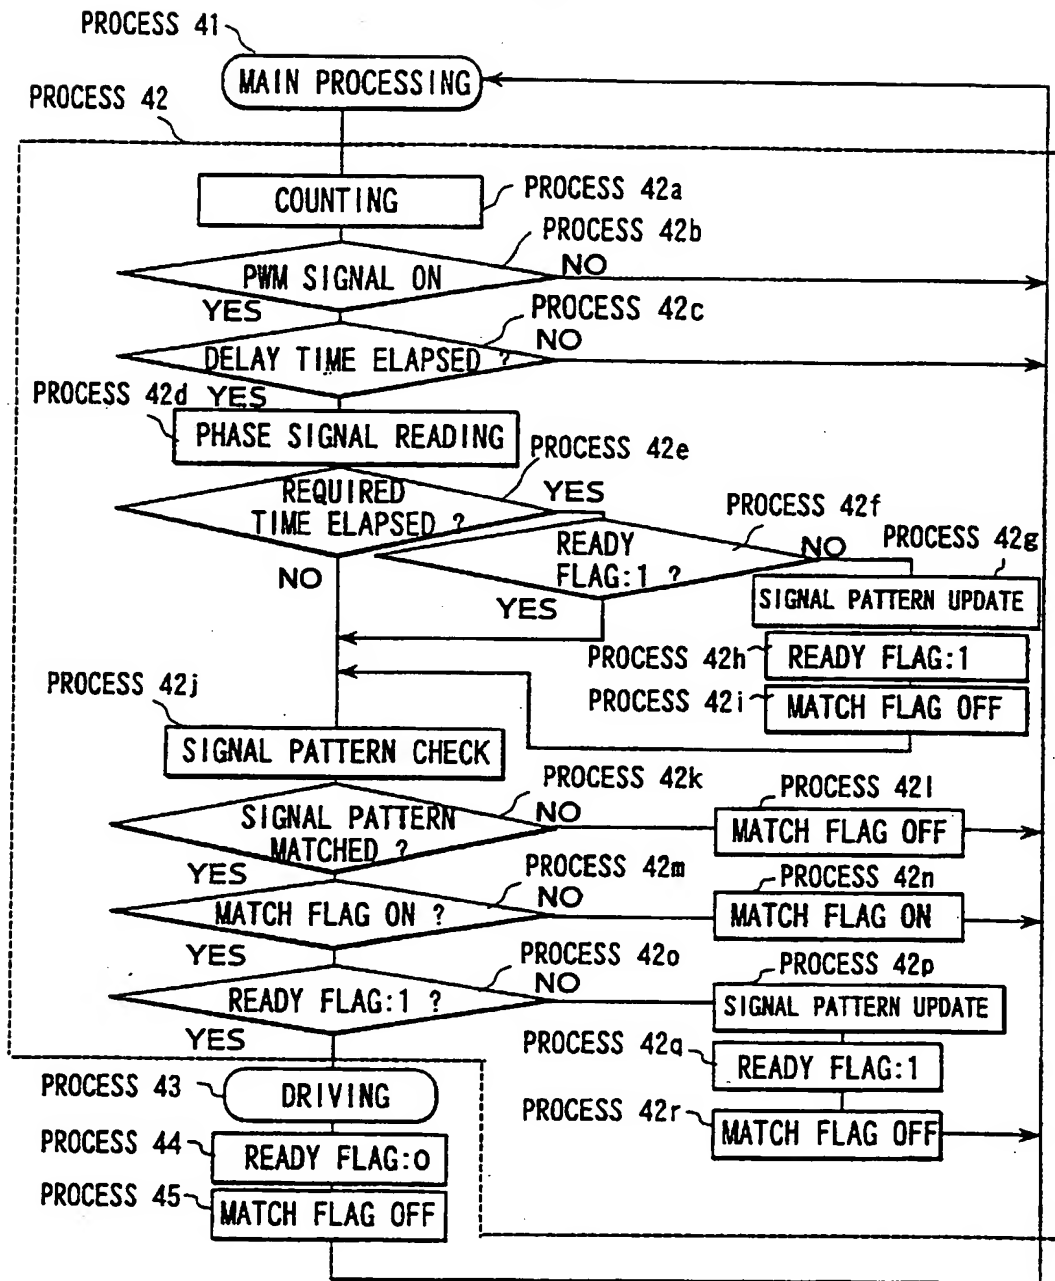 PROCESS 41
MAIN PROCESSING
PROCESS 42
COUNTING
PROCESS 42a
PROCESS 42b
PWM SIGNAL ON
NO
YES
PROCESS 42c
DELAY TIME ELAPSED ?
NO
PROCESS 42d
YES
PHASE SIGNAL READING
PROCESS 42e
REQUIRED
TIME ELAPSED ?
YES
NO
PROCESS 42f
READY
FLAG:1 ?
NO
YES
PROCESS 42g
SIGNAL PATTERN UPDATE
PROCESS 42h
READY FLAG:1
PROCESS 42i
MATCH FLAG OFF
PROCESS 42j
SIGNAL PATTERN CHECK
PROCESS 42k
SIGNAL PATTERN
MATCHED ?
NO
YES
PROCESS 42l
MATCH FLAG OFF
PROCESS 42m
MATCH FLAG ON ?
NO
YES
PROCESS 42n
MATCH FLAG ON
PROCESS 42o
READY FLAG:1 ?
NO
YES
PROCESS 42p
SIGNAL PATTERN UPDATE
PROCESS 42q
READY FLAG:1
PROCESS 42r
MATCH FLAG OFF
PROCESS 43
DRIVING
PROCESS 44
READY FLAG:0
PROCESS 45
MATCH FLAG OFF